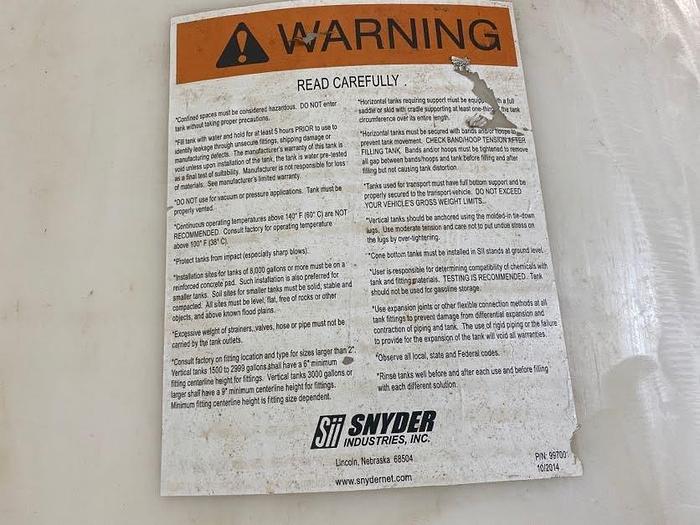 WARNING
READ CAREFULLY
*Confined spaces must be considered hazardous. DO NOT enter
tank without taking proper precautions.
*Fill tank with water and hold for at least 5 hours PRIOR to use to
identify leakage through unsecure fittings, shipping damage or
manufacturing defects. The manufacturer's warranty of this tank is
void unless upon installation of the tank, the tank is water pre-tested
as a final test of suitability. Manufacturer is not responsible for loss
of materials. See manufacturer's limited warranty.
*DO NOT use for vacuum or pressure applications. Tank must be
properly vented.
*Continuous operating temperatures above 140° F (60° C) are NOT
RECOMMENDED. Consult factory for operating temperature
above 100° F (38° C).
*Protect tanks from impact (especially sharp blows).
*Installation sites for tanks of 8,000 gallons or more must be on a
reinforced concrete pad. Such installation is also preferred for
smaller tanks. Soil sites for smaller tanks must be solid, stable and
compacted. All sites must be level, flat, free of rocks or other
objects, and above known flood plains.
*Excessive weight of strainers, valves, hose or pipe must not be
carried by the tank outlets.
*Consult factory on fitting location and type for sizes larger than 2".
Vertical tanks 1500 to 2999 gallons shall have a 6" minimum
fitting centerline height for fittings. Vertical tanks 3000 gallons or
larger shall have a 9" minimum centerline height for fittings.
Minimum fitting centerline height is fitting size dependent.
*Horizontal tanks requiring support must be a full
saddle or skid with cradle supporting at least the tank
circumference over its entire length.
*Horizontal tanks must be secured with bands and/or hoops to
prevent tank movement. CHECK BAND/HOOP TENSION AFTER
FILLING TANK. Bands and/or hoops must be tightened to remove
all gap between bands/hoops and tank before filling and after
filling but not causing tank distortion.
*Tanks used for transport must have full bottom support and be
properly secured to the transport vehicle. DO NOT EXCEED
YOUR VEHICLE'S GROSS WEIGHT LIMITS...
*Vertical tanks should be anchored using the molded-in tie-down
lugs. Use moderate tension and care not to put undue stress on
the lugs by over-tightening.
*Cone bottom tanks must be installed in SII stands at ground level.
*User is responsible for determining compatibility of chemicals with
tank and fitting materials. TESTING IS RECOMMENDED. Tank
should not be used for gasoline storage.
*Use expansion joints or other flexible connection methods at all
tank fittings to prevent damage from differential expansion and
contraction of piping and tank. The use of rigid piping or the failure
to provide for the expansion of the tank will void all warranties.
*Observe all local, state and Federal codes.
*Rinse tanks well before and after each use and before filling
with each different solution.
Sii SNYDER
INDUSTRIES, INC.
Lincoln, Nebraska 68504
www.snydernet.com
P/N: 99700
10/2014